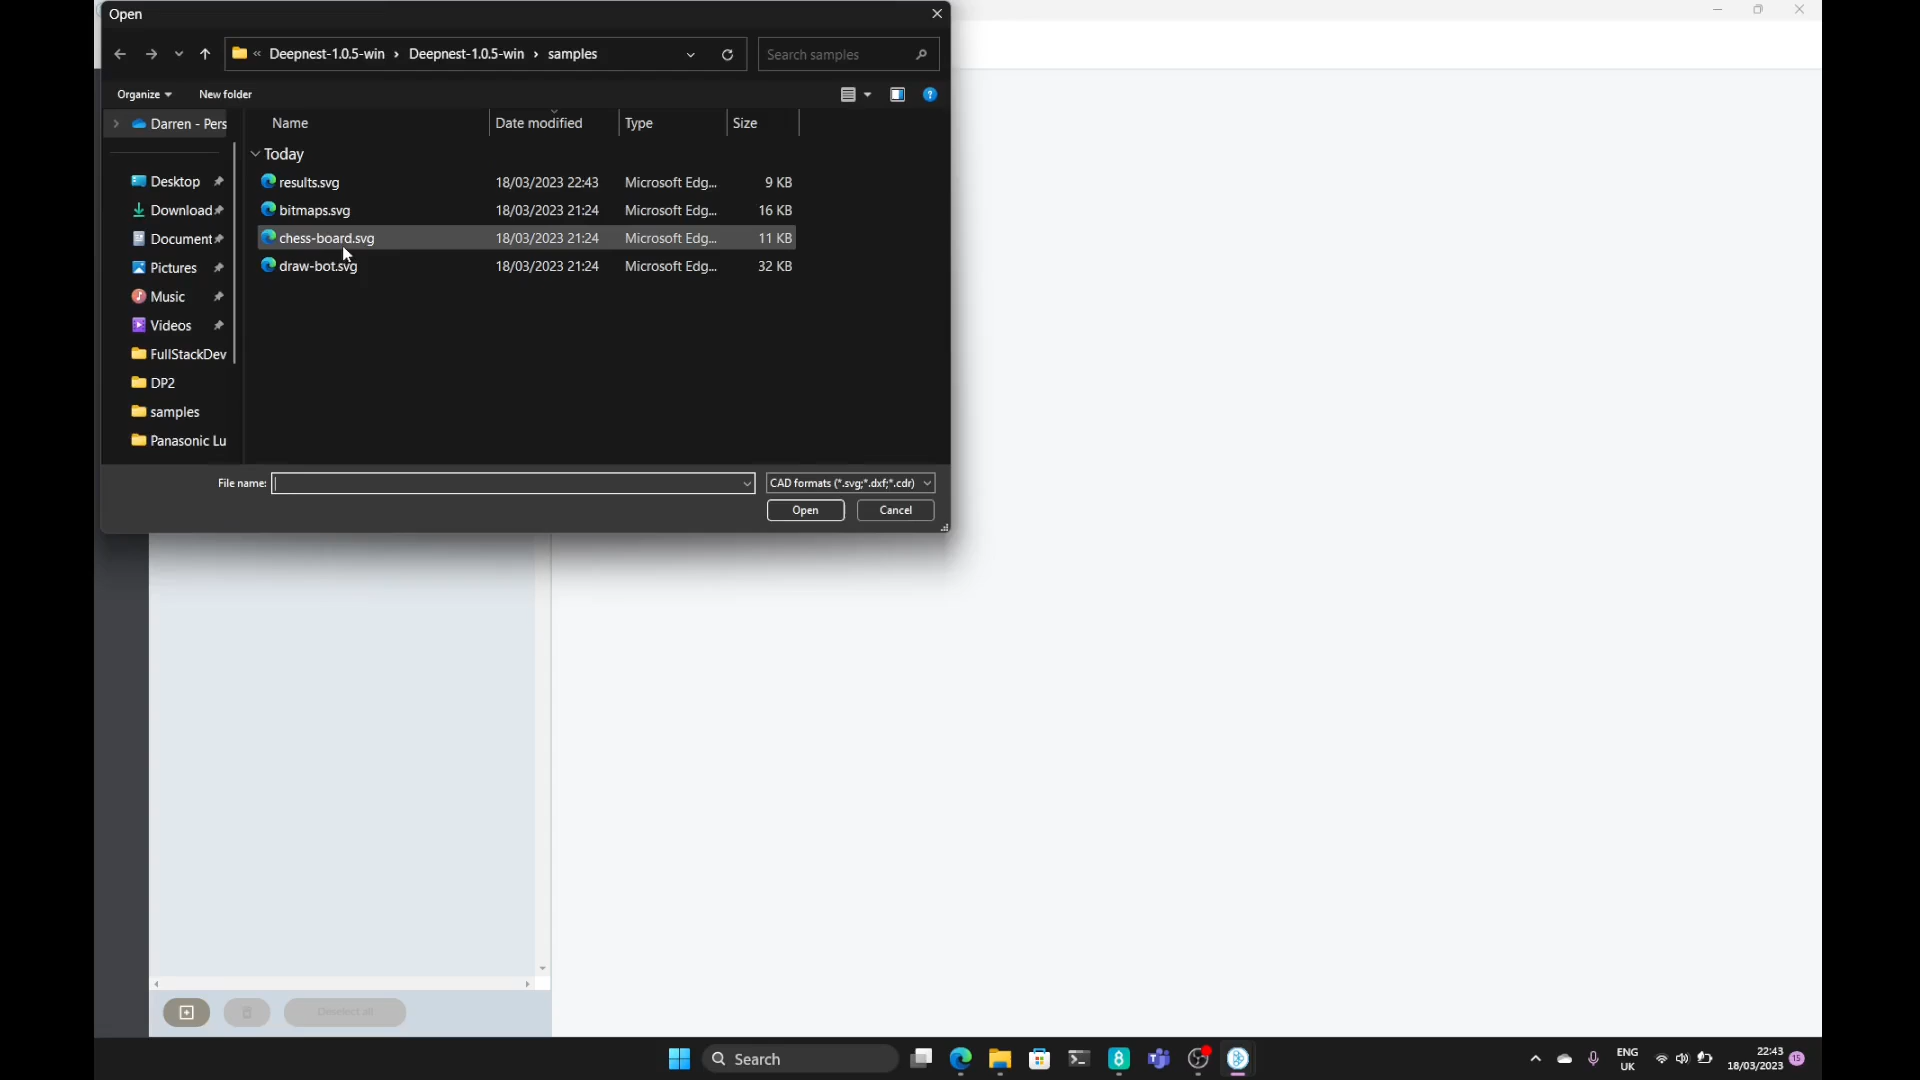 Open
« Deepnest-1.0.5-win › Deepnest-1.0.5-win › samples
Search samples
Organize
New folder
Darren - Pers
Name
Date modified
Type
Size
Today
results.svg 18/03/2023 22:43 Microsoft Edg... 9 KB
bitmaps.svg 18/03/2023 21:24 Microsoft Edg... 16 KB
chess-board.svg 18/03/2023 21:24 Microsoft Edg... 11 KB
draw-bot.svg 18/03/2023 21:24 Microsoft Edg... 32 KB
Desktop
Download
Document
Pictures
Music
Videos
FullStackDev
DP2
samples
Panasonic Lu
File name:
CAD formats (*.svg;*.dxf;*.cdr)
Open
Cancel
Deselect all
Search
ENG
UK
22:43
18/03/2023
15